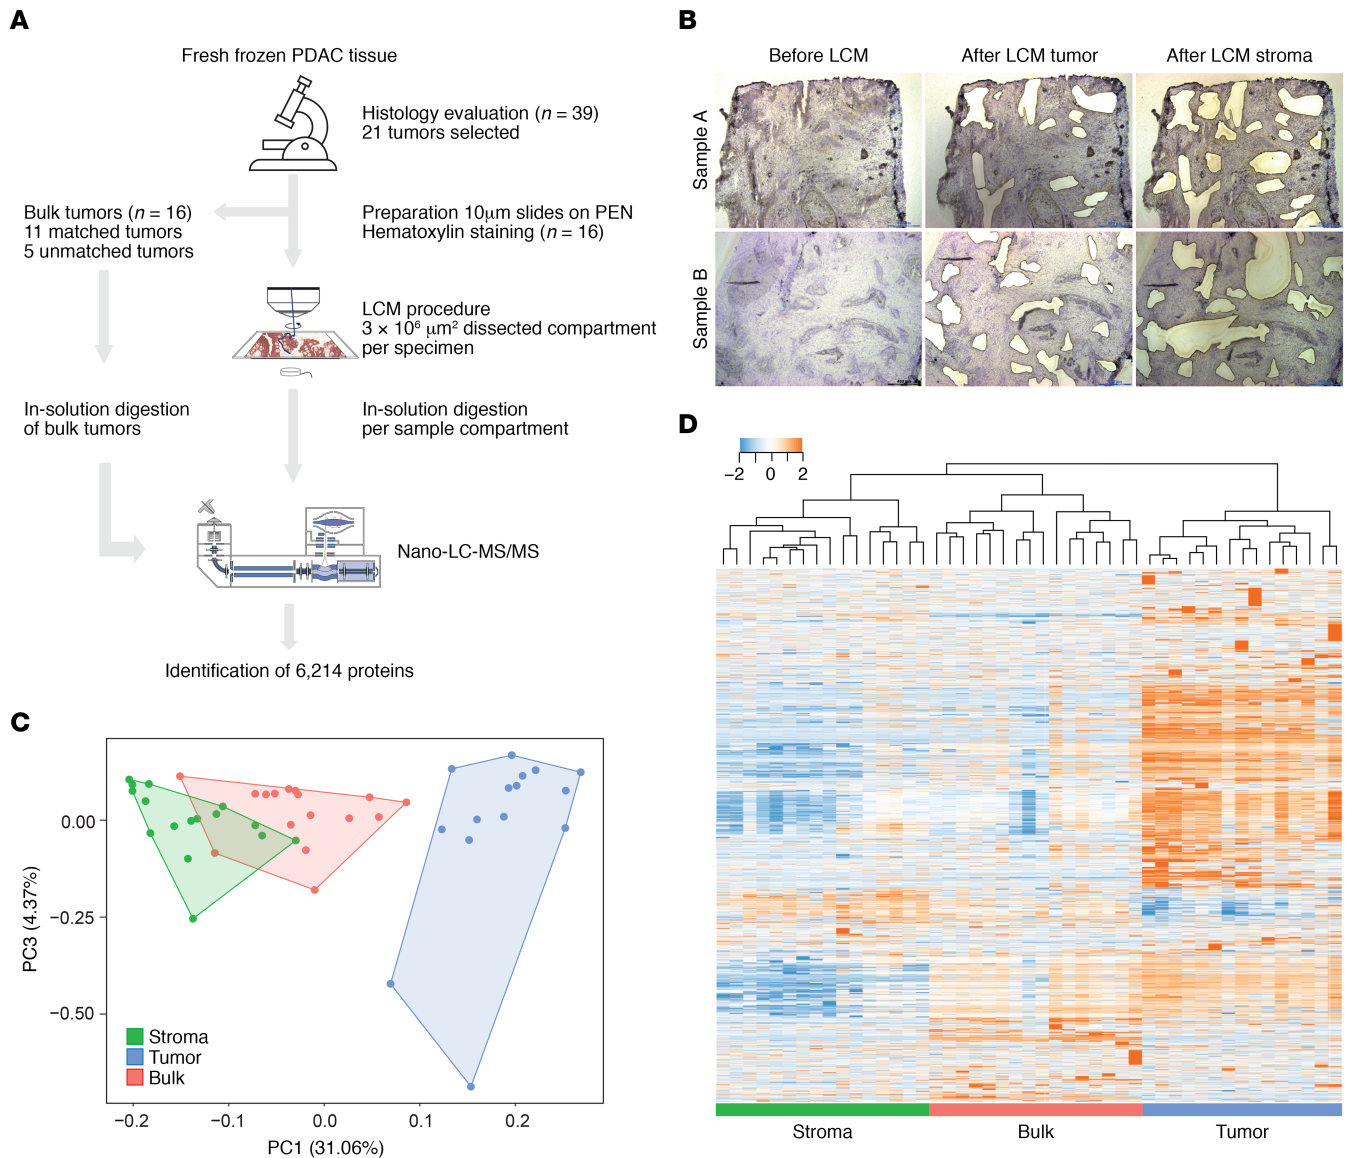 A
Fresh frozen PDAC tissue
Histology evaluation (n = 39)
21 tumors selected
Bulk tumors (n = 16)
11 matched tumors
5 unmatched tumors
Preparation 10μm slides on PEN
Hematoxylin staining (n = 16)
LCM procedure
3 × 10⁶ μm² dissected compartment
per specimen
In-solution digestion
of bulk tumors
In-solution digestion
per sample compartment
Nano-LC-MS/MS
Identification of 6,214 proteins
B
Before LCM
After LCM tumor
After LCM stroma
Sample A
Sample B
C
PC3 (4.37%)
0.00
−0.25
−0.50
Stroma
Tumor
Bulk
−0.2
−0.1
0.0
0.1
0.2
PC1 (31.06%)
D
−2
0
2
Stroma
Bulk
Tumor